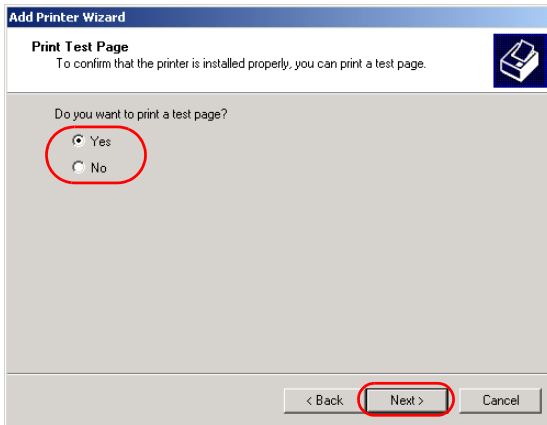 Add Printer Wizard
Print Test Page
To confirm that the printer is installed properly, you can print a test page.
Do you want to print a test page?
Yes
No
< Back Next > Cancel